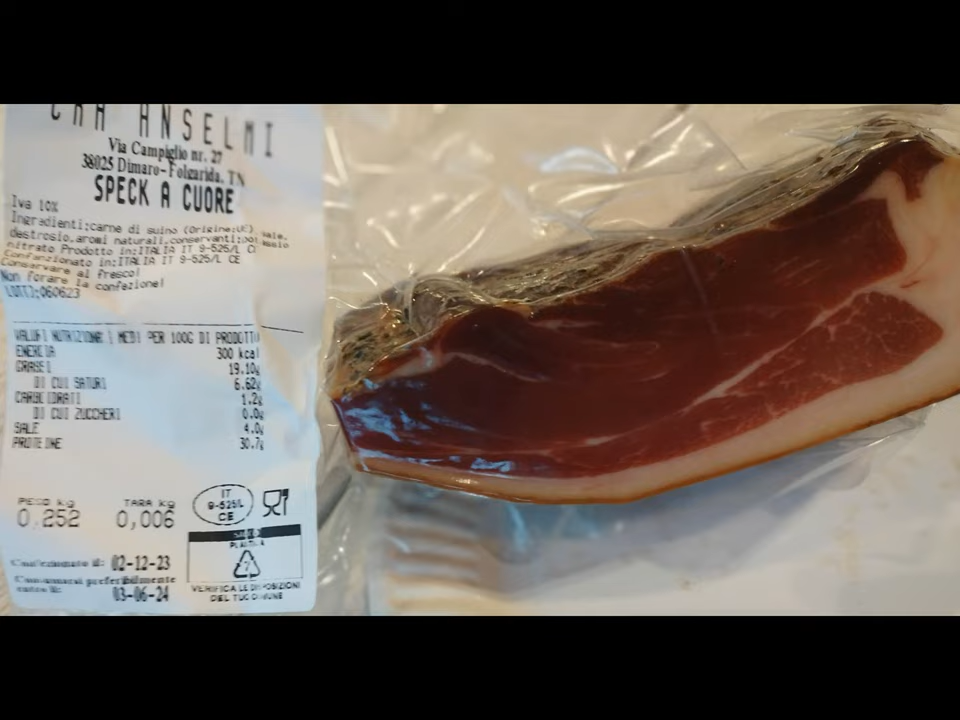 CAA ANSELMI
Via Campiglio nr. 27
38025 Dimaro-Folgarida, TN
SPECK A CUORE
Iva 10%
Ingredienti:carne di suino (Origine:UE),
destrosio,aromi naturali,conservanti:
nitrato Prodotto in:ITALIA IT 9-525/L CE
Confezionato in:ITALIA IT 9-525/L CE
Conservare al fresco!
Non forare la confezione!
LOTTO:060623
VALORI NUTRIZIONALI MEDI PER 100G DI PRODOTTO
ENERGIA 300 kcal
GRASSI 19.10g
DI CUI SATURI 6.62g
CARBOIDRATI 1.2g
DI CUI ZUCCHERI 0.0g
SALE 4.0g
PROTEINE 30.7g
PESO kg TARA kg
0,252 0,006
IT
9-525/L
CE
PLASTICA
7
VERIFICA LE DISPOSIZIONI
DEL TUO COMUNE
Confezionato il: 02-12-23
Consumarsi preferibilmente
entro il: 03-06-24